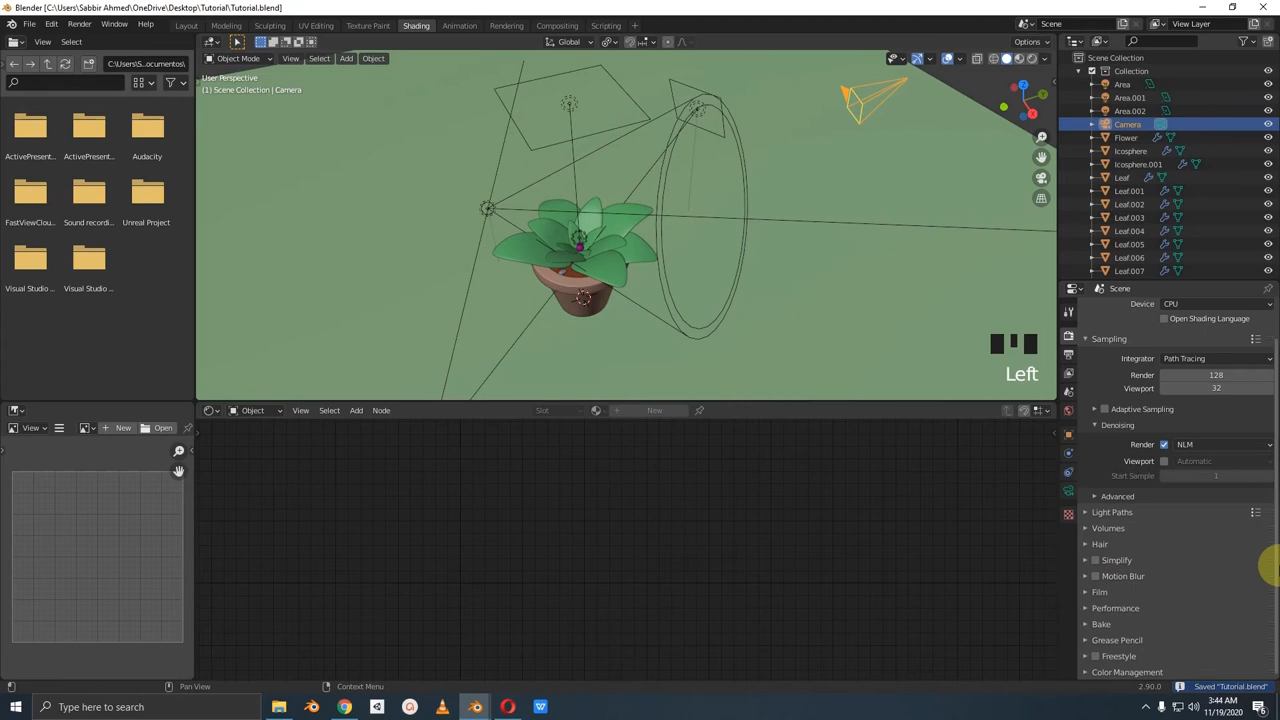 Blender [C:\Users\Sabbir Ahmed\OneDrive\Desktop\Tutorial\Tutorial.blend]
File Edit Render Window Help Layout Modeling Sculpting UV Editing Texture Paint Shading Animation Rendering Compositing Scripting + Scene View Layer
View Select
Object Mode View Select Add Object Global Options
C:\Users\S...ocumentos\
User Perspective
(1) Scene Collection | Camera
ActivePresent...
ActivePresent...
Audacity
FastViewClou...
Sound recordi...
Unreal Project
Visual Studio ...
Visual Studio ...
Scene Collection
Collection
Area
Area.001
Area.002
Camera
Flower
Icosphere
Icosphere.001
Leaf
Leaf.001
Leaf.002
Leaf.003
Leaf.004
Leaf.005
Leaf.006
Leaf.007
X
Y
Z
Left
Object View Select Add Node Slot New
View New Open
Scene
Device CPU
Open Shading Language
Sampling
Integrator Path Tracing
Render 128
Viewport 32
Adaptive Sampling
Denoising
Render NLM
Viewport Automatic
Start Sample 1
Advanced
Light Paths
Volumes
Hair
Simplify
Motion Blur
Film
Performance
Bake
Grease Pencil
Freestyle
Color Management
Pan View
Context Menu
2.90.0 Saved "Tutorial.blend"
Type here to search
3:44 AM
11/19/2020
6